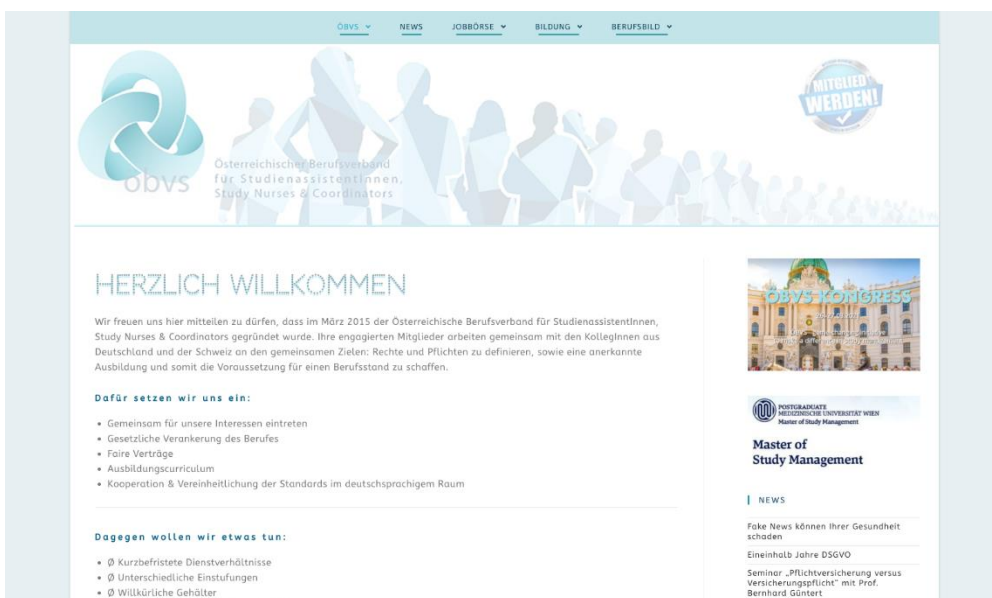 ÖBVS NEWS JOBBÖRSE BILDUNG BERUFSBILD
MITGLIED
WERDEN!
öbvs
Österreichischer Berufsverband
für StudienassistentInnen,
Study Nurses & Coordinators
HERZLICH WILLKOMMEN
Wir freuen uns hier mitteilen zu dürfen, dass im März 2015 der Österreichische Berufsverband für StudienassistentInnen,
Study Nurses & Coordinators gegründet wurde. Ihre engagierten Mitglieder arbeiten gemeinsam mit den KollegInnen aus
Deutschland und der Schweiz an den gemeinsamen Zielen: Rechte und Pflichten zu definieren, sowie eine anerkannte
Ausbildung und somit die Voraussetzung für einen Berufsstand zu schaffen.
Dafür setzen wir uns ein:
• Gemeinsam für unsere Interessen eintreten
• Gesetzliche Verankerung des Berufes
• Faire Verträge
• Ausbildungscurriculum
• Kooperation & Vereinheitlichung der Standards im deutschsprachigem Raum
Dagegen wollen wir etwas tun:
• Ø Kurzbefristete Dienstverhältnisse
• Ø Unterschiedliche Einstufungen
• Ø Willkürliche Gehälter
ÖBVS KONGRESS
POSTGRADUATE
MEDIZINISCHE UNIVERSITÄT WIEN
Master of Study Management
Master of
Study Management
NEWS
Fake News können Ihrer Gesundheit
schaden
Eineinhalb Jahre DSGVO
Seminar „Pflichtversicherung versus
Versicherungspflicht" mit Prof.
Bernhard Güntert